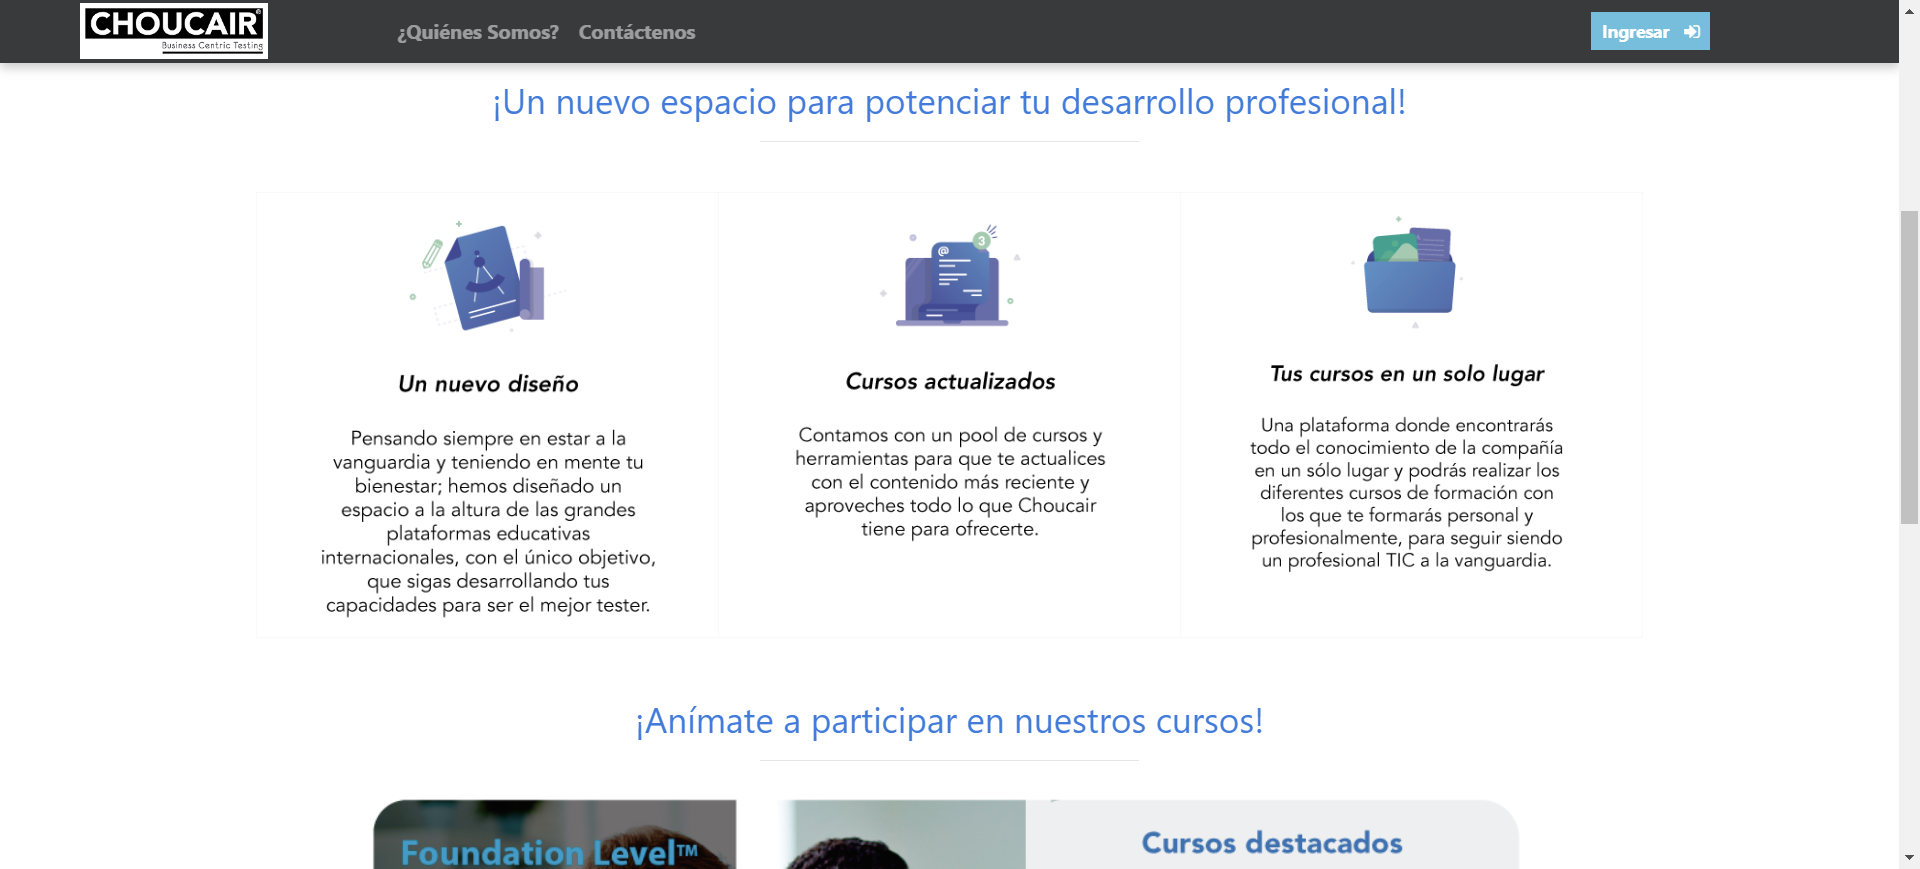 CHOUCAIR®
Business Centric Testing
¿Quiénes Somos?
Contáctenos
Ingresar
¡Un nuevo espacio para potenciar tu desarrollo profesional!
Un nuevo diseño
Pensando siempre en estar a la
vanguardia y teniendo en mente tu
bienestar; hemos diseñado un
espacio a la altura de las grandes
plataformas educativas
internacionales, con el único objetivo,
que sigas desarrollando tus
capacidades para ser el mejor tester.
@
3
Cursos actualizados
Contamos con un pool de cursos y
herramientas para que te actualices
con el contenido más reciente y
aproveches todo lo que Choucair
tiene para ofrecerte.
Tus cursos en un solo lugar
Una plataforma donde encontrarás
todo el conocimiento de la compañía
en un sólo lugar y podrás realizar los
diferentes cursos de formación con
los que te formarás personal y
profesionalmente, para seguir siendo
un profesional TIC a la vanguardia.
¡Anímate a participar en nuestros cursos!
Foundation Level™
Cursos destacados